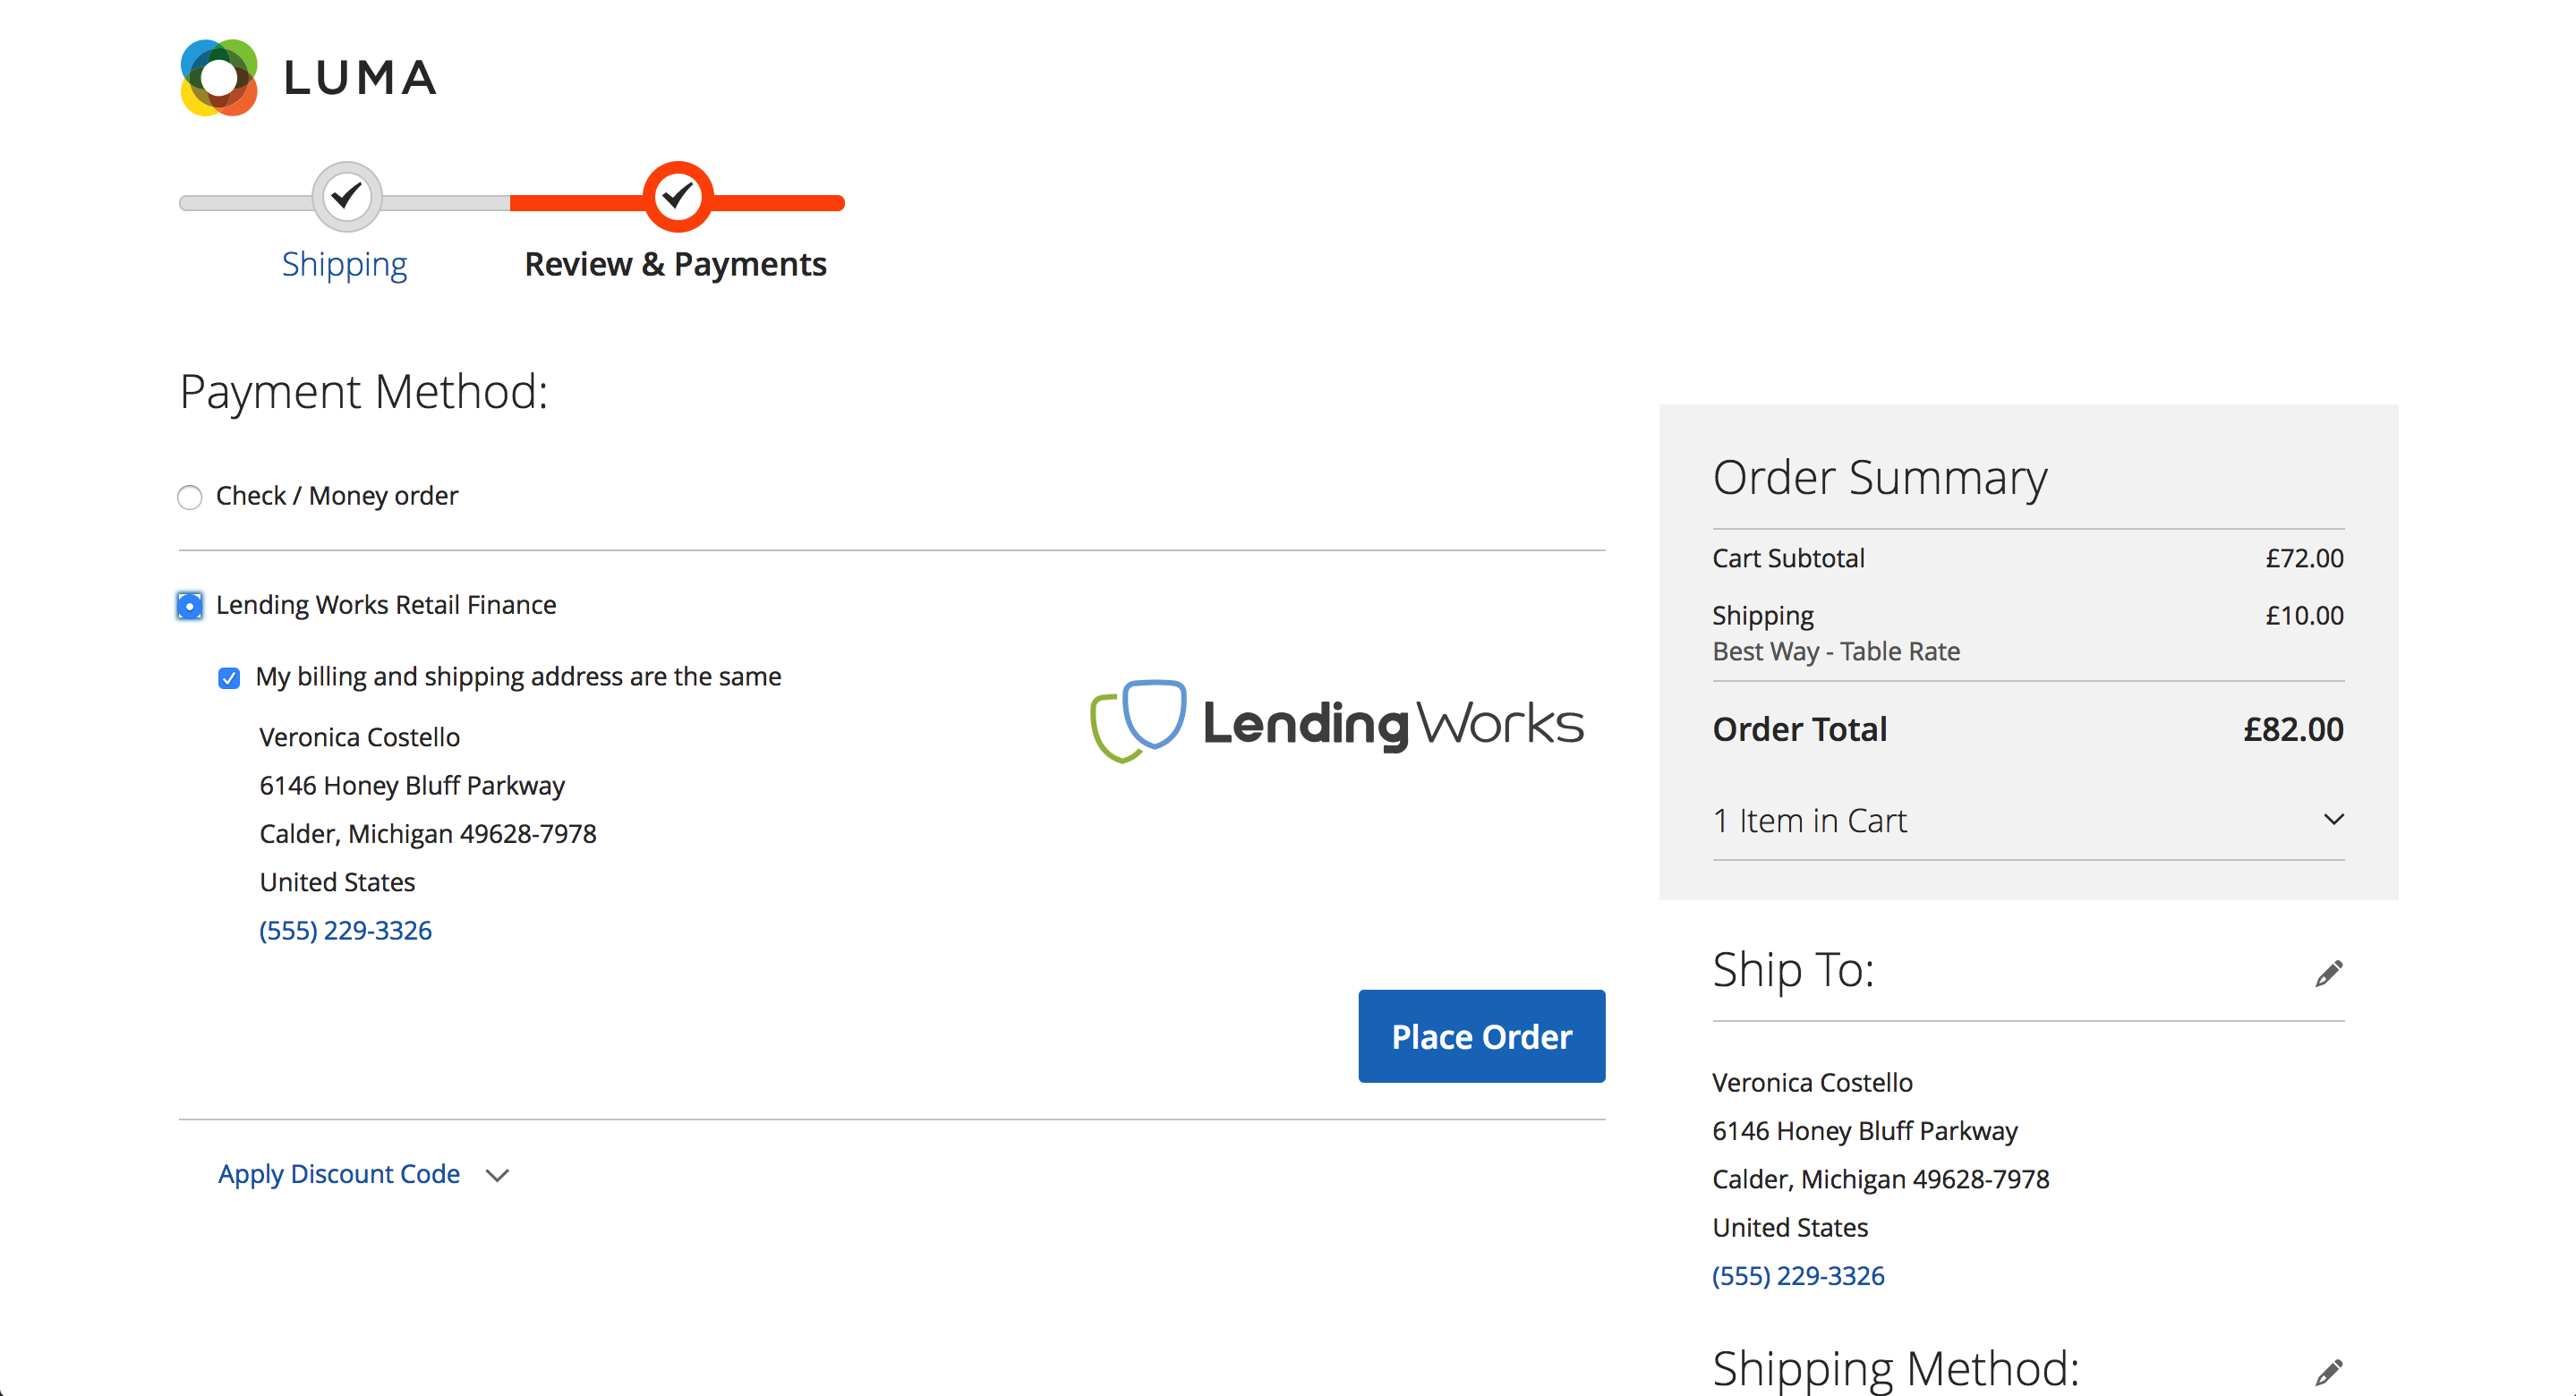 LUMA
Shipping
Review & Payments
Payment Method:
Check / Money order
Lending Works Retail Finance
My billing and shipping address are the same
Veronica Costello
6146 Honey Bluff Parkway
Calder, Michigan 49628-7978
United States
(555) 229-3326
LendingWorks
Place Order
Apply Discount Code
Order Summary
Cart Subtotal £72.00
Shipping £10.00
Best Way - Table Rate
Order Total £82.00
1 Item in Cart
Ship To:
Veronica Costello
6146 Honey Bluff Parkway
Calder, Michigan 49628-7978
United States
(555) 229-3326
Shipping Method: